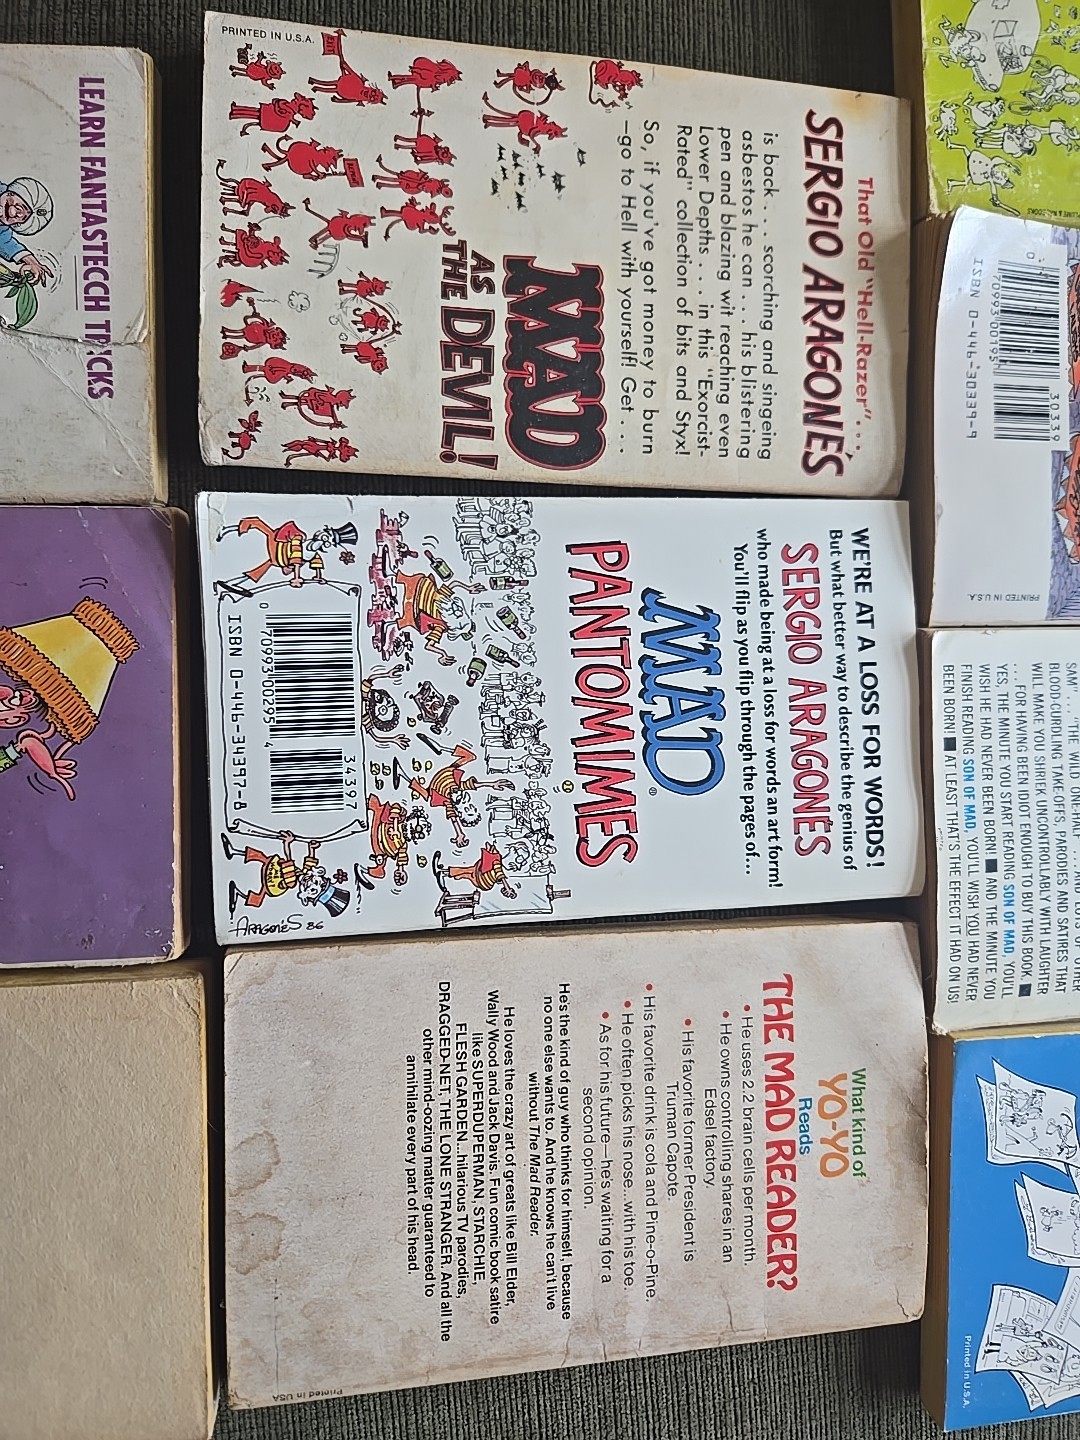 LEARN FANTASTECH TRICKS
PRINTED IN U.S.A.
That Old "Hell-Razer"...
SERGIO ARAGONÉS
is back . . . scorching and singeing
asbestos he can . . . his blistering
pen and blazing wit reaching even
Lower Depths . . . in this "Exorcist-
Rated" collection of bits and Styx!
So, if you've got money to burn
—go to Hell with yourself! Get . . .
MAD
AS
THE DEVIL!
WE'RE AT A LOSS FOR WORDS!
But what better way to describe the genius of
SERGIO ARAGONÉS
who made being at a loss for words an art form!
You'll flip as you flip through the pages of...
MAD®
PANTOMIMES
0 70993 00295 4
34397
ISBN 0-446-34397-8
ARAGONÉS 86
What kind of
YO-YO
Reads
THE MAD READER?
• He uses 2.2 brain cells per month.
• He owns controlling shares in an
Edsel factory.
• His favorite former President is
Truman Capote.
• His favorite drink is cola and Pine-o-Pine.
• He often picks his nose...with his toe.
• As for his future—he's waiting for a
second opinion.
He's the kind of guy who thinks for himself, because
no one else wants to. And he knows he can't live
without The Mad Reader.
He loves the crazy art of greats like Bill Elder,
Wally Wood and Jack Davis. Fun comic book satire
like SUPERDUPERMAN, STARCHIE,
FLESH GARDEN...hilarious TV parodies,
DRAGGED-NET, THE LONE STRANGER. And all the
other mind-oozing matter guaranteed to
annihilate every part of his head.
Printed in USA
0 70993 00195
30339
ISBN 0-446-30339-9
PRINTED IN U.S.A.
SAM"... "THE WILD ONE-HALF"
BLOOD-CURDLING TAKE-OFFS, PARODIES AND SATIRES THAT
WILL MAKE YOU SHRIEK UNCONTROLLABLY WITH LAUGHTER
. . . FOR HAVING BEEN IDIOT ENOUGH TO BUY THIS BOOK. ■
YES, THE MINUTE YOU START READING SON OF MAD, YOU'LL
WISH HE HAD NEVER BEEN BORN! ■ AND THE MINUTE YOU
FINISH READING SON OF MAD, YOU'LL WISH YOU HAD NEVER
BEEN BORN! ■ AT LEAST THAT'S THE EFFECT IT HAD ON US!
Printed in U.S.A.